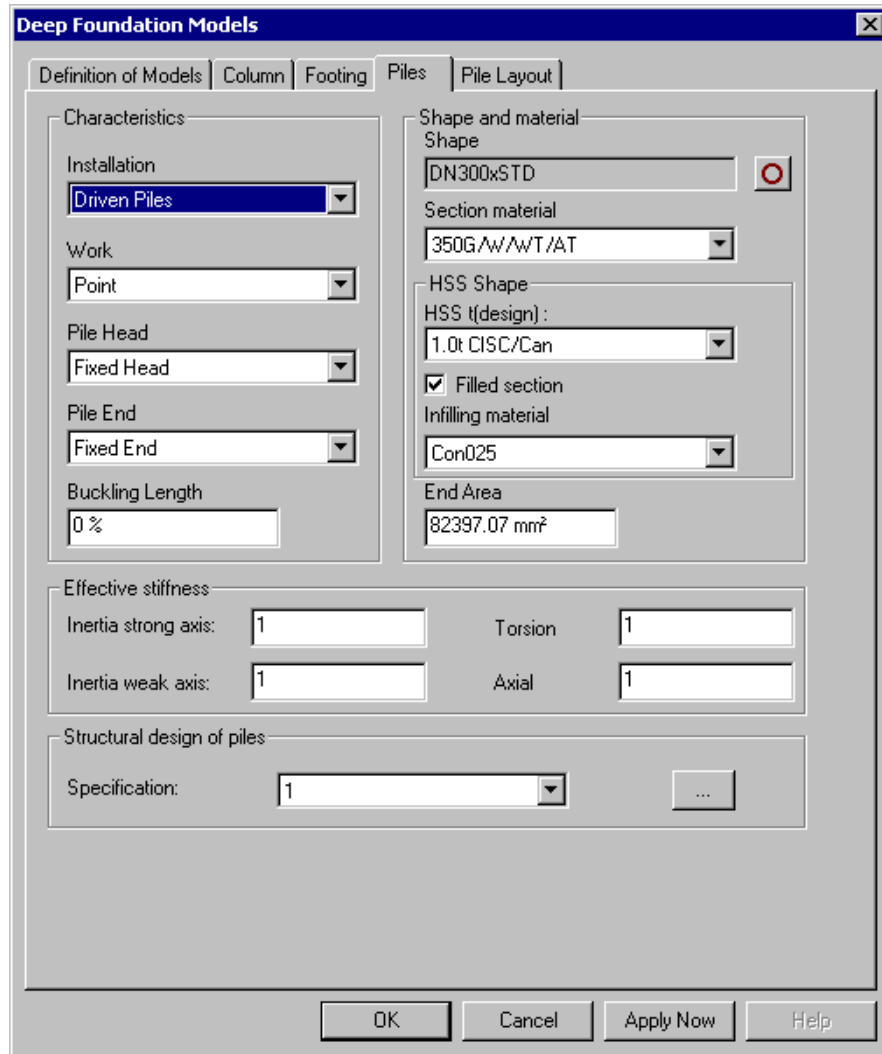 Deep Foundation Models
Definition of Models
Column
Footing
Piles
Pile Layout
Characteristics
Installation
Driven Piles
Work
Point
Pile Head
Fixed Head
Pile End
Fixed End
Buckling Length
0 %
Shape and material
Shape
DN300xSTD
Section material
350G/W/WT/AT
HSS Shape
HSS t(design) :
1.0t CISC/Can
Filled section
Infilling material
Con025
End Area
82397.07 mm²
Effective stiffness
Inertia strong axis: 1 Torsion 1
Inertia weak axis: 1 Axial 1
Structural design of piles
Specification: 1 ...
OK Cancel Apply Now Help